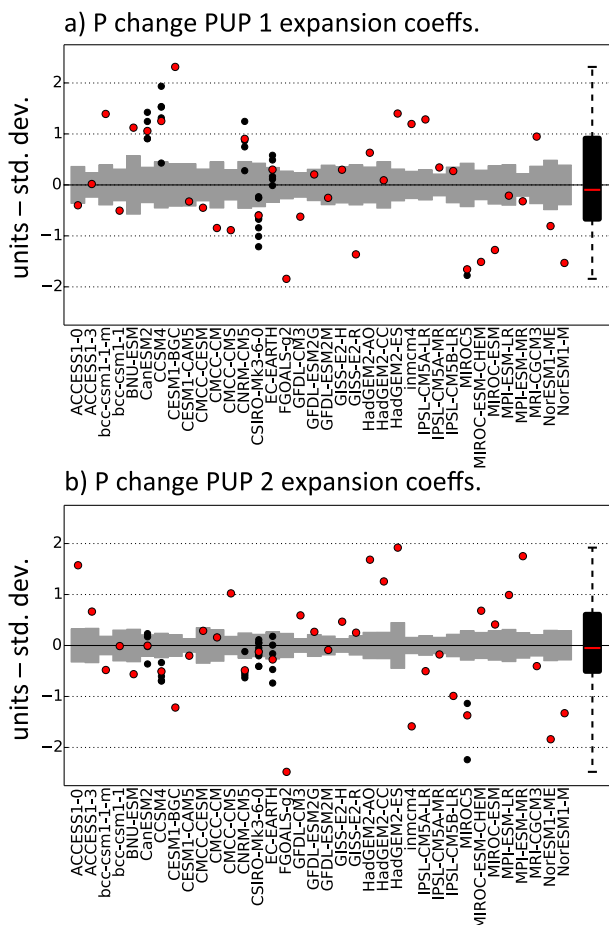 a) P change PUP 1 expansion coeffs.
units – std. dev.
2
1
0
−1
−2
ACCESS1-0
ACCESS1-3
bcc-csm1-1-m
bcc-csm1-1
BNU-ESM
CanESM2
CCSM4
CESM1-BGC
CESM1-CAM5
CMCC-CESM
CMCC-CM
CMCC-CMS
CNRM-CM5
CSIRO-Mk3-6-0
EC-EARTH
FGOALS-g2
GFDL-CM3
GFDL-ESM2G
GFDL-ESM2M
GISS-E2-H
GISS-E2-R
HadGEM2-AO
HadGEM2-CC
HadGEM2-ES
inmcm4
IPSL-CM5A-LR
IPSL-CM5A-MR
IPSL-CM5B-LR
MIROC5
MIROC-ESM-CHEM
MIROC-ESM
MPI-ESM-LR
MPI-ESM-MR
MRI-CGCM3
NorESM1-ME
NorESM1-M
b) P change PUP 2 expansion coeffs.
units – std. dev.
2
1
0
−1
−2
ACCESS1-0
ACCESS1-3
bcc-csm1-1-m
bcc-csm1-1
BNU-ESM
CanESM2
CCSM4
CESM1-BGC
CESM1-CAM5
CMCC-CESM
CMCC-CM
CMCC-CMS
CNRM-CM5
CSIRO-Mk3-6-0
EC-EARTH
FGOALS-g2
GFDL-CM3
GFDL-ESM2G
GFDL-ESM2M
GISS-E2-H
GISS-E2-R
HadGEM2-AO
HadGEM2-CC
HadGEM2-ES
inmcm4
IPSL-CM5A-LR
IPSL-CM5A-MR
IPSL-CM5B-LR
MIROC5
MIROC-ESM-CHEM
MIROC-ESM
MPI-ESM-LR
MPI-ESM-MR
MRI-CGCM3
NorESM1-ME
NorESM1-M